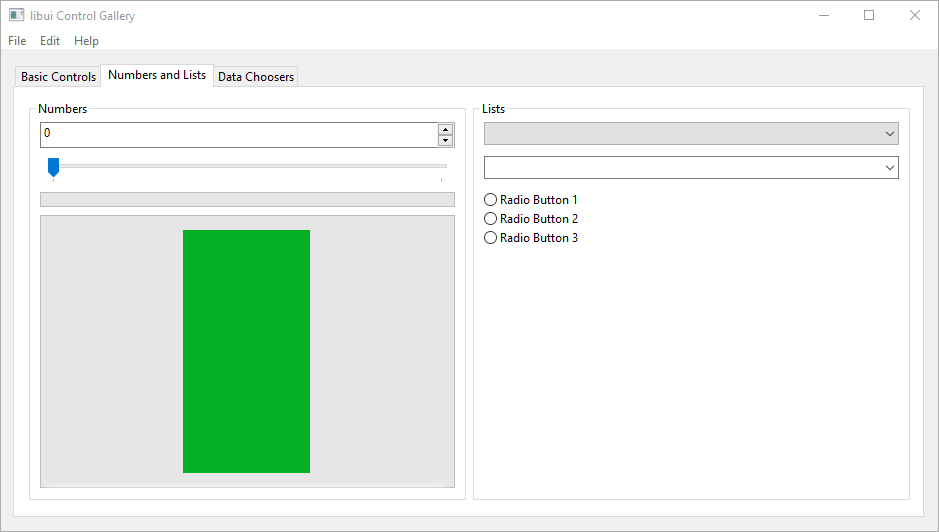 libui Control Gallery
File Edit Help
Basic Controls Numbers and Lists Data Choosers
Numbers
0
Lists
Radio Button 1
Radio Button 2
Radio Button 3